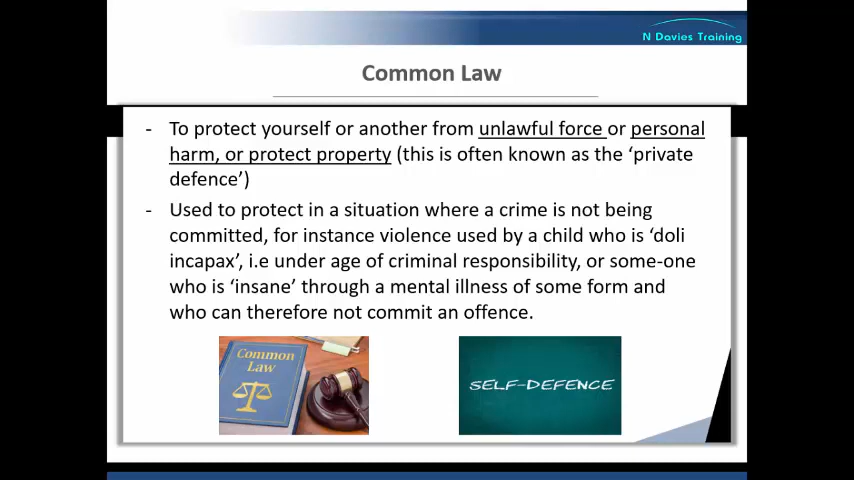 N Davies Training
Common Law
- To protect yourself or another from unlawful force or personal
harm, or protect property (this is often known as the ‘private
defence’)
- Used to protect in a situation where a crime is not being
committed, for instance violence used by a child who is ‘doli
incapax’, i.e under age of criminal responsibility, or some-one
who is ‘insane’ through a mental illness of some form and
who can therefore not commit an offence.
Common
Law
SELF-DEFENCE